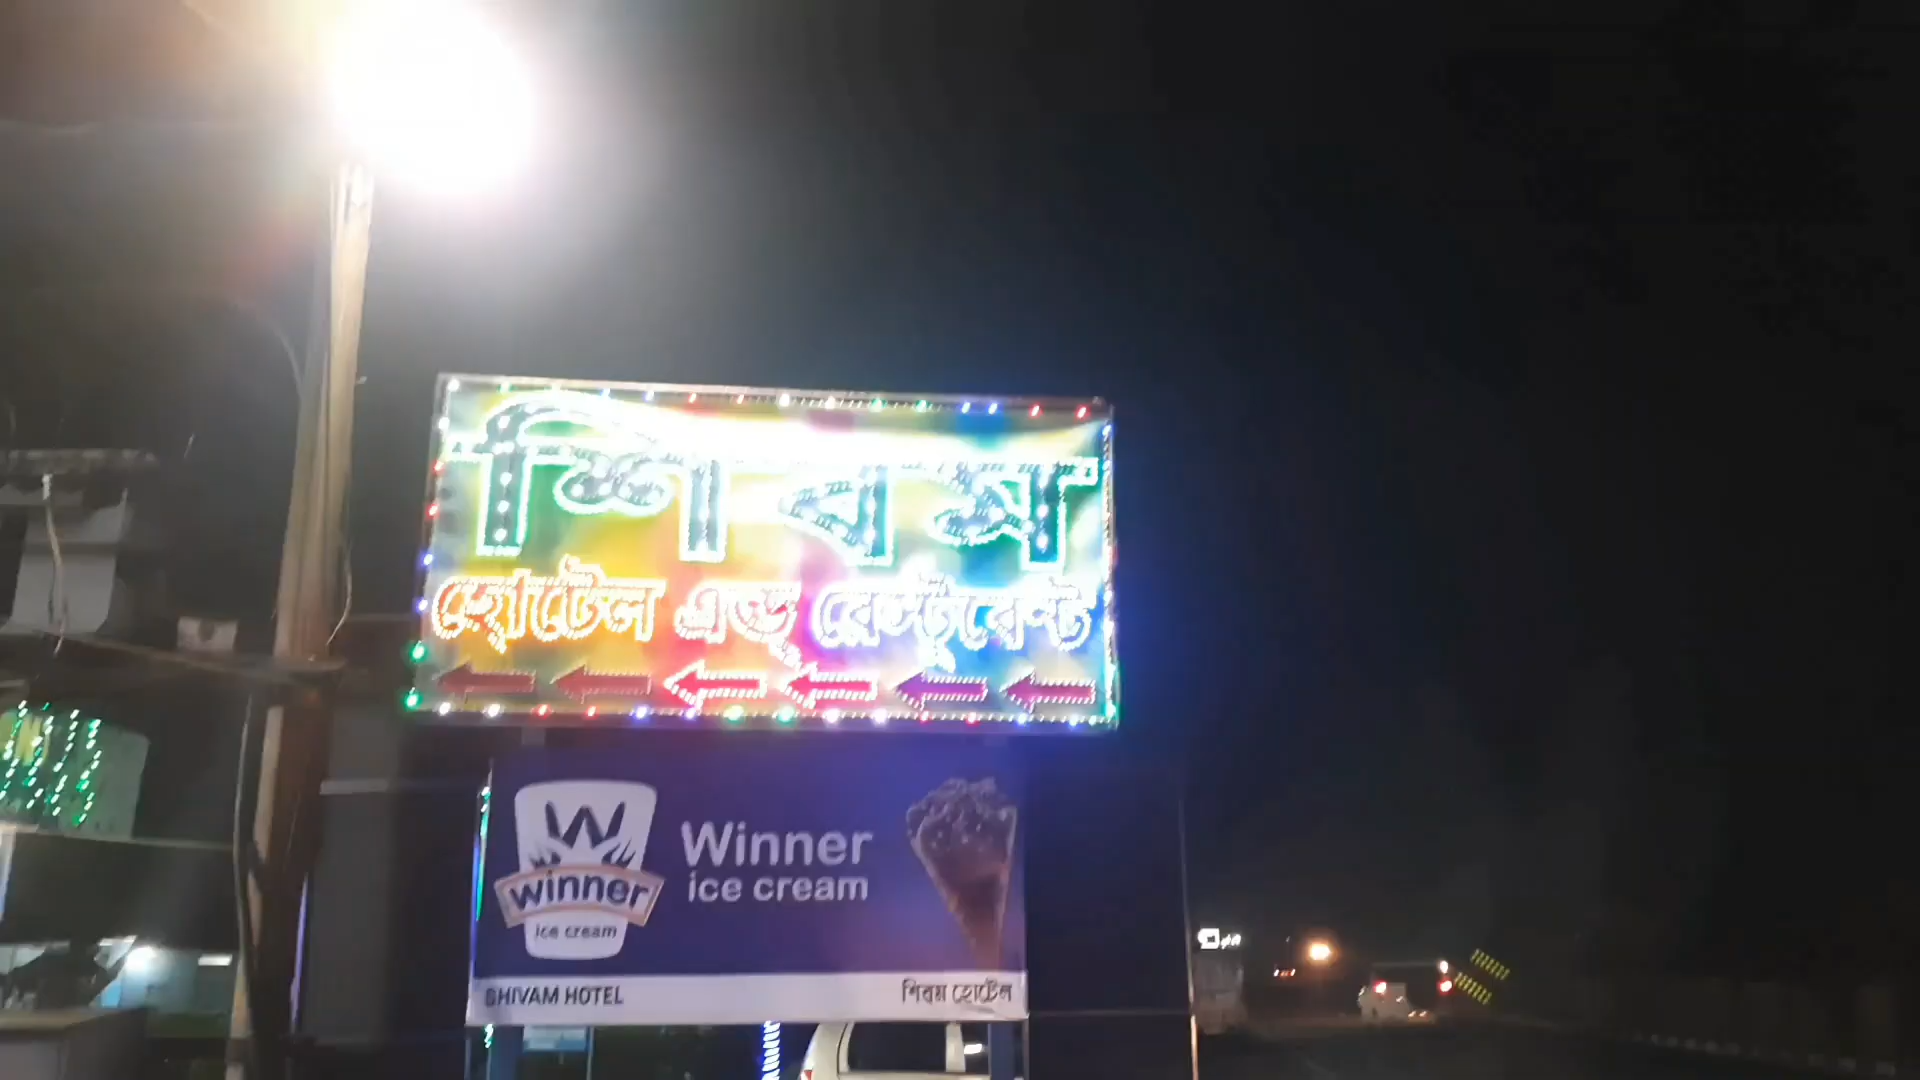 শিবম
হোটেল এন্ড রেস্টুরেন্ট
W
winner
ice cream
Winner
ice cream
SHIVAM HOTEL
শিবম হোটেল